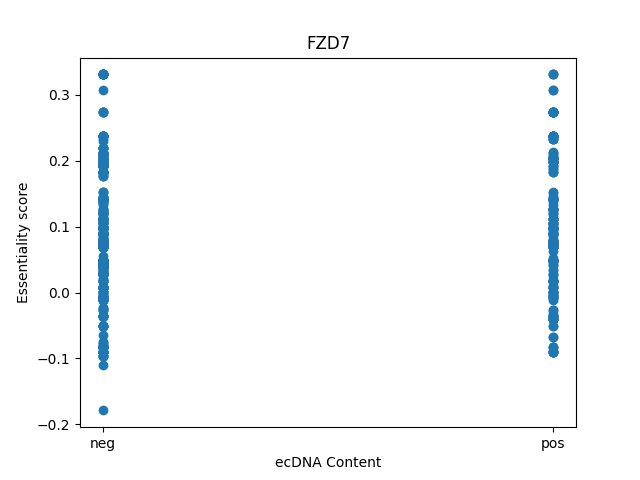 FZD7
Essentiality score
0.3
0.2
0.1
0.0
−0.1
−0.2
neg
pos
ecDNA Content